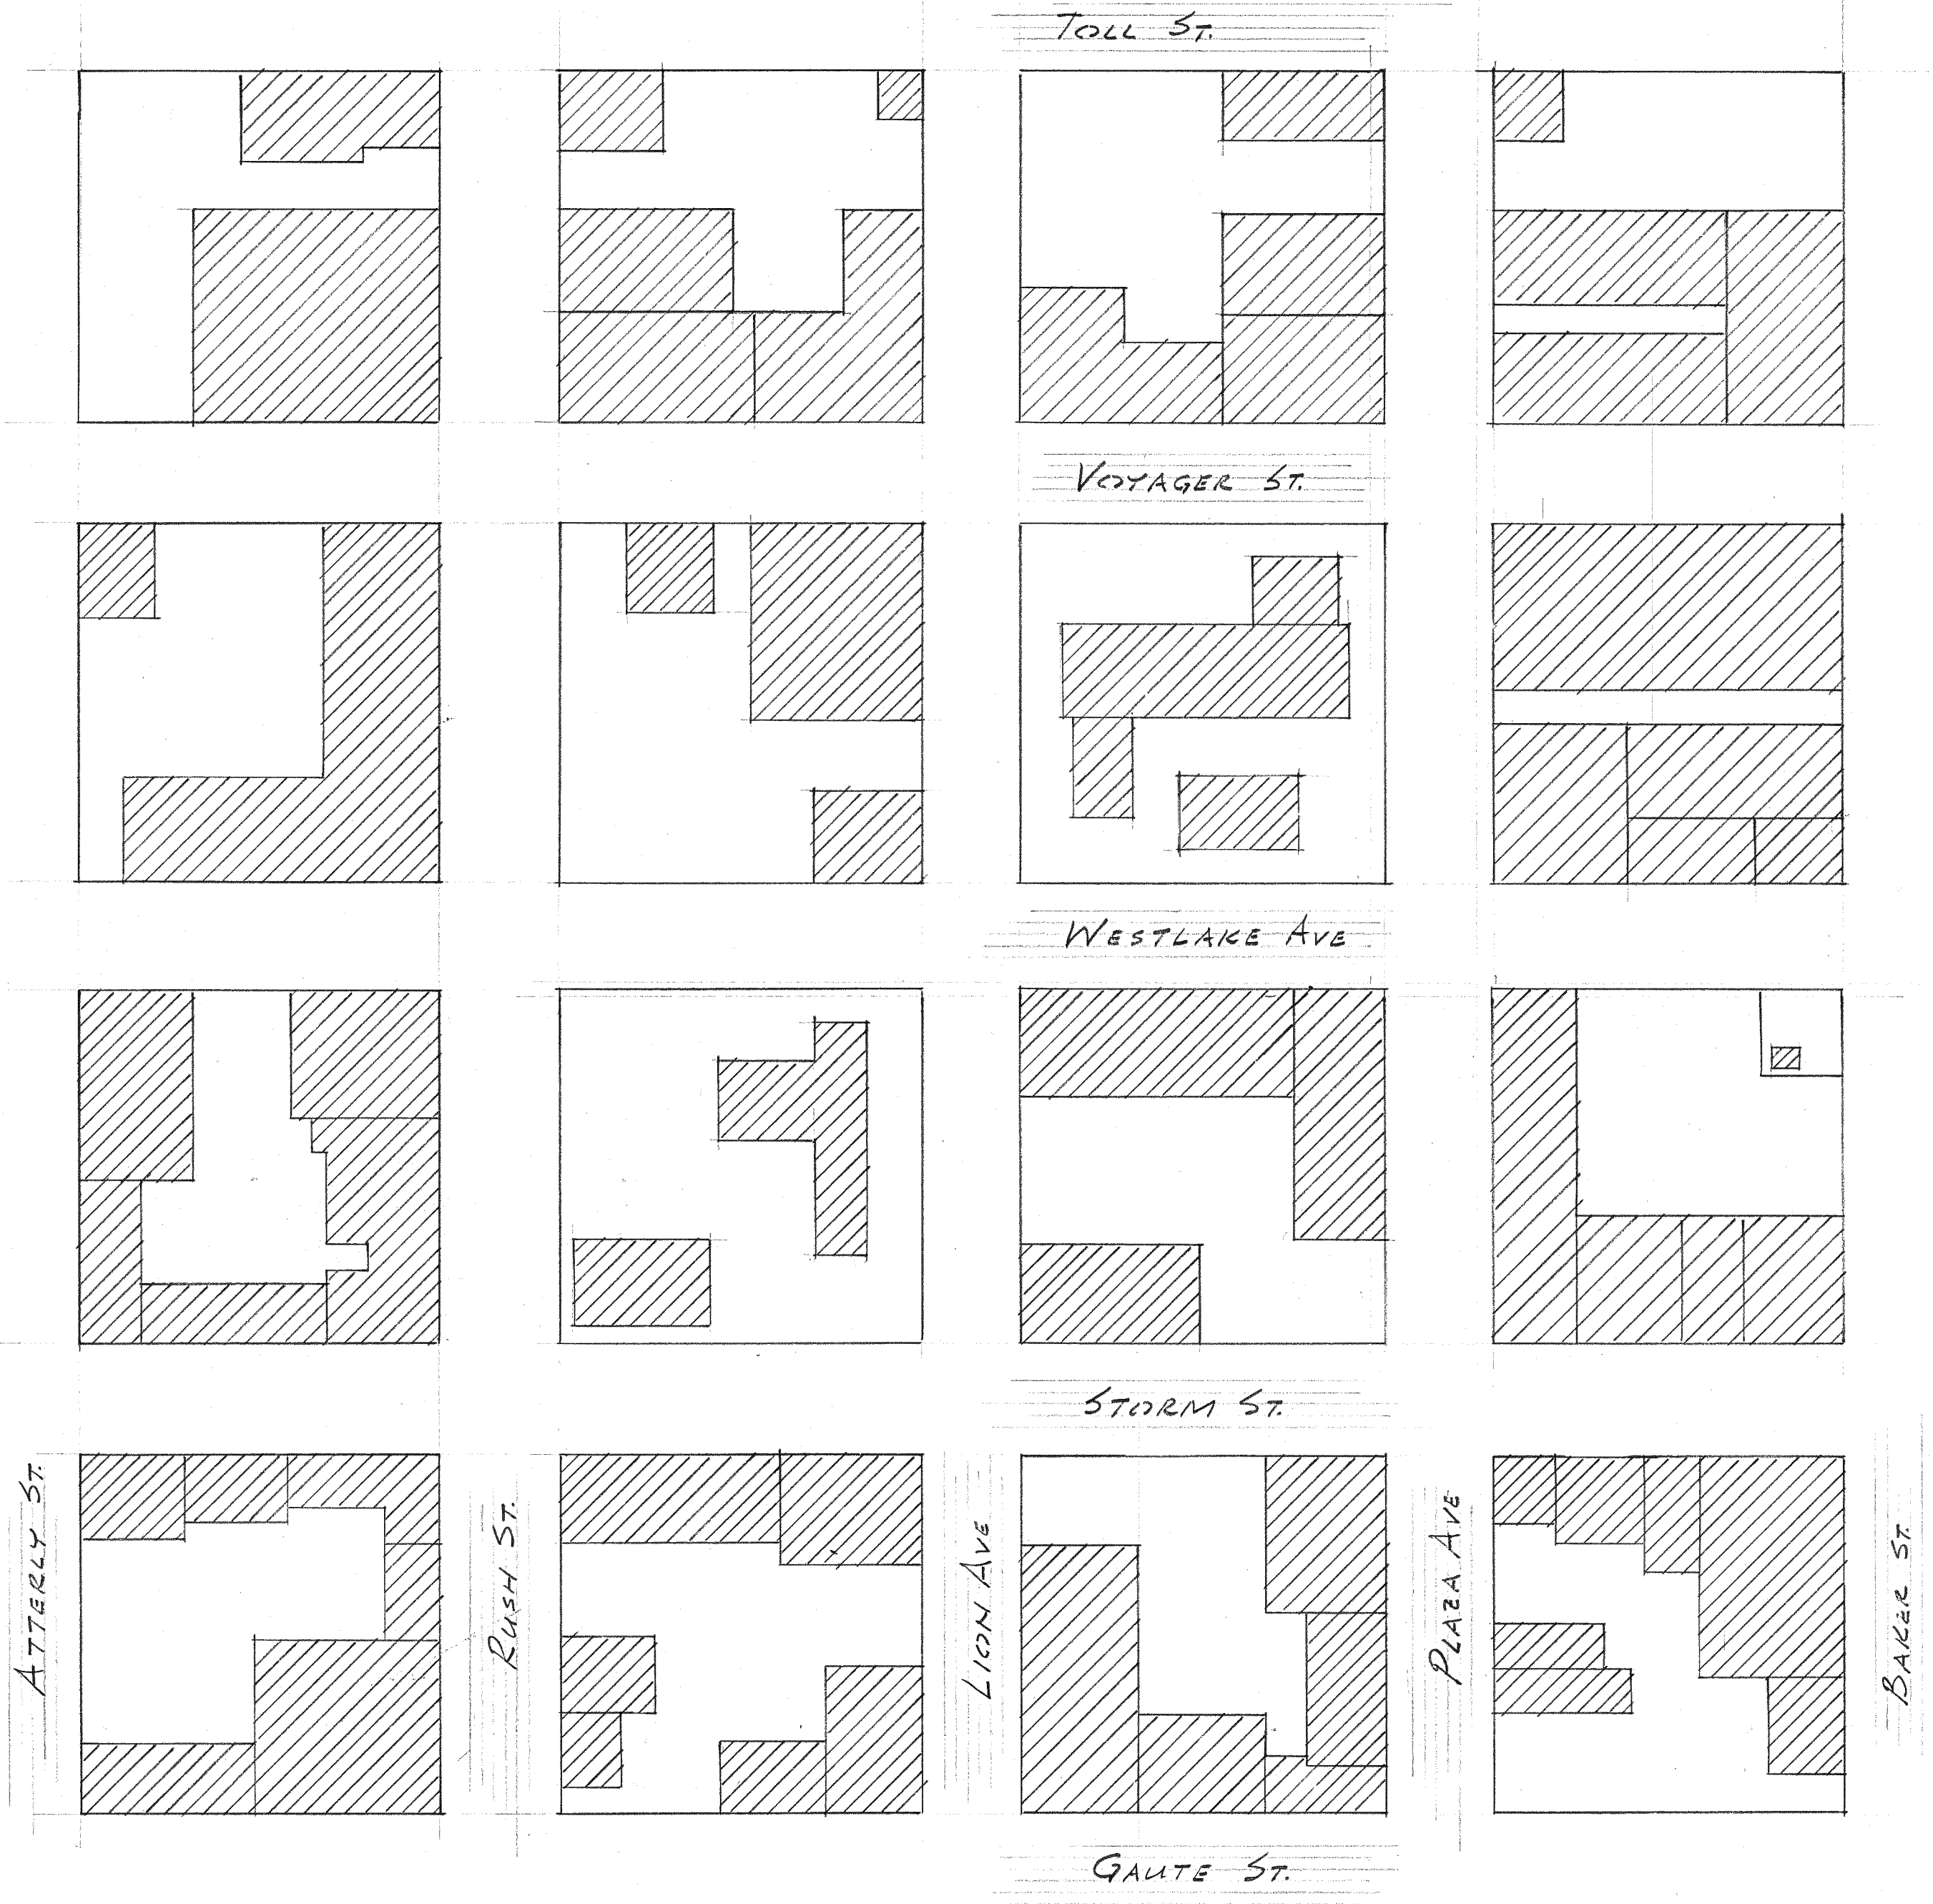 TOLL ST.
VOYAGER ST.
WESTLAKE AVE
STORM ST.
ATTERLY ST.
RUSH ST.
LION AVE
PLAZA AVE
BAKER ST.
GAUTE ST.